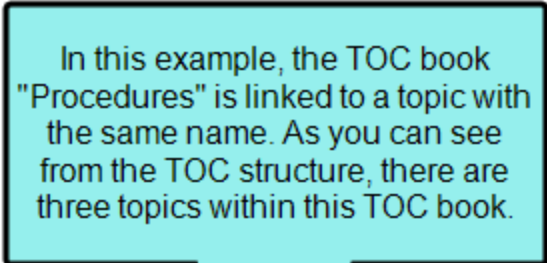 In this example, the TOC book
"Procedures" is linked to a topic with
the same name. As you can see
from the TOC structure, there are
three topics within this TOC book.